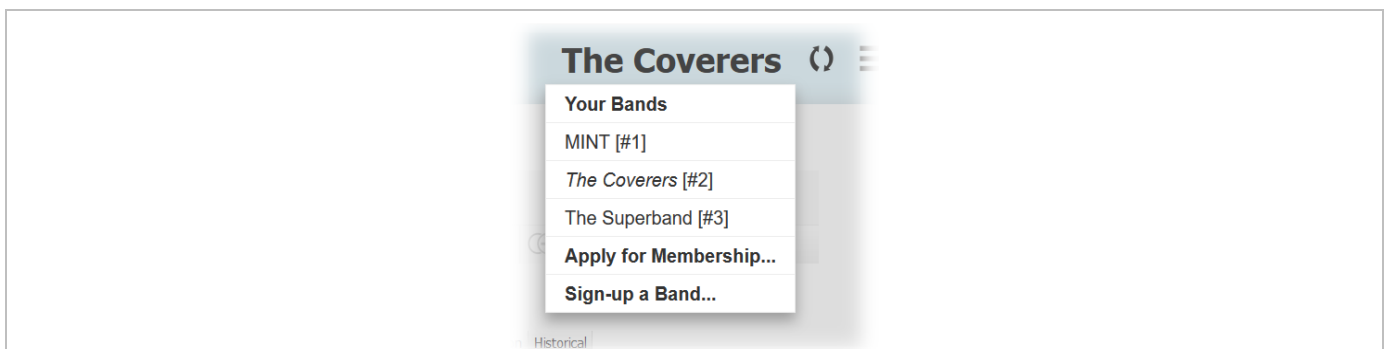 The Coverers
Your Bands
MINT [#1]
The Coverers [#2]
The Superband [#3]
Apply for Membership...
Sign-up a Band...
Historical